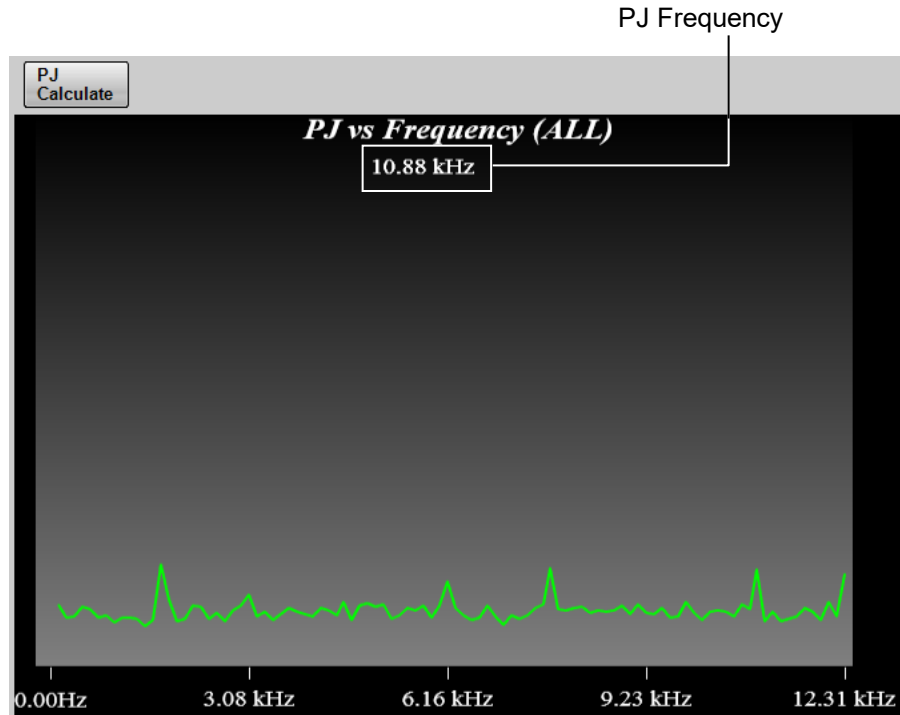 PJ Frequency
PJ
Calculate
PJ vs Frequency (ALL)
10.88 kHz
0.00Hz 3.08 kHz 6.16 kHz 9.23 kHz 12.31 kHz